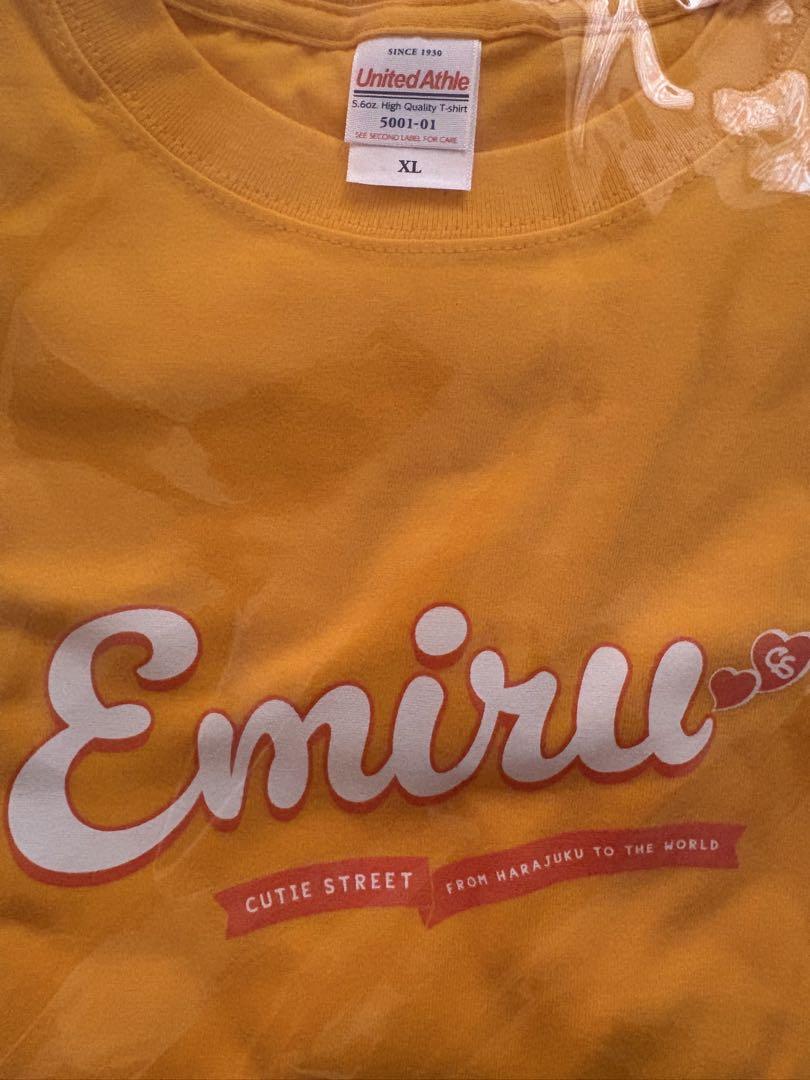 SINCE 1930
United Athle
5.6oz. High Quality T-shirt
5001-01
SEE SECOND LABEL FOR CARE
XL
Emiru
CS
CUTIE STREET
FROM HARAJUKU TO THE WORLD